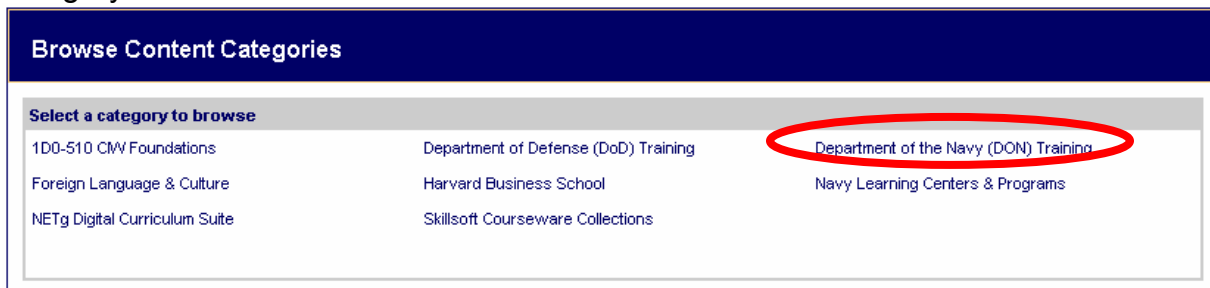 Browse Content Categories
Select a category to browse
1D0-510 CIW Foundations Department of Defense (DoD) Training Department of the Navy (DON) Training
Foreign Language & Culture Harvard Business School Navy Learning Centers & Programs
NETg Digital Curriculum Suite Skillsoft Courseware Collections